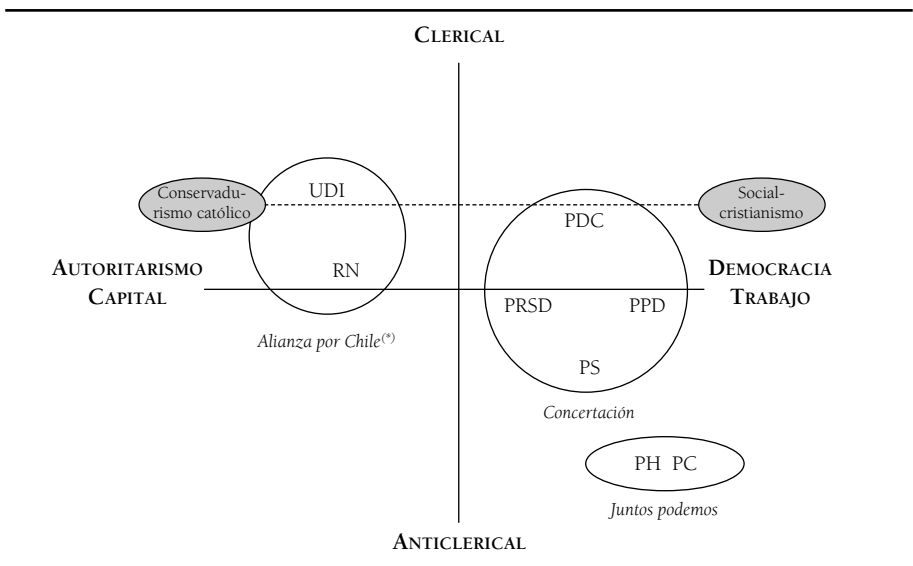 CLERICAL
Conservadu-
rismo católico
UDI
Social-
cristianismo
PDC
AUTORITARISMO
CAPITAL
RN
DEMOCRACIA
TRABAJO
PRSD
PPD
Alianza por Chile(*)
PS
Concertación
PH PC
Juntos podemos
ANTICLERICAL